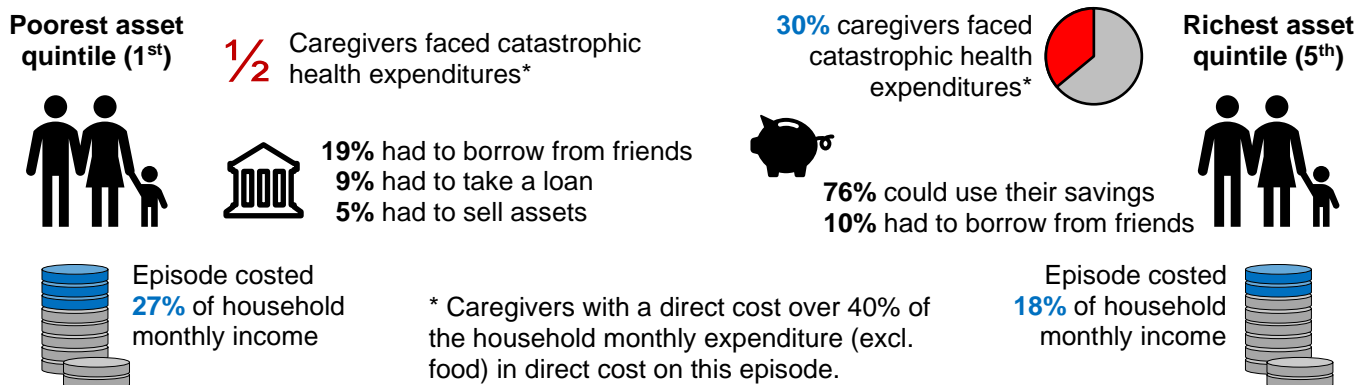 Poorest asset
quintile (1st)
½ Caregivers faced catastrophic
health expenditures*
19% had to borrow from friends
9% had to take a loan
5% had to sell assets
Episode costed
27% of household
monthly income
30% caregivers faced
catastrophic health
expenditures*
Richest asset
quintile (5th)
76% could use their savings
10% had to borrow from friends
Episode costed
18% of household
monthly income
* Caregivers with a direct cost over 40% of
the household monthly expenditure (excl.
food) in direct cost on this episode.